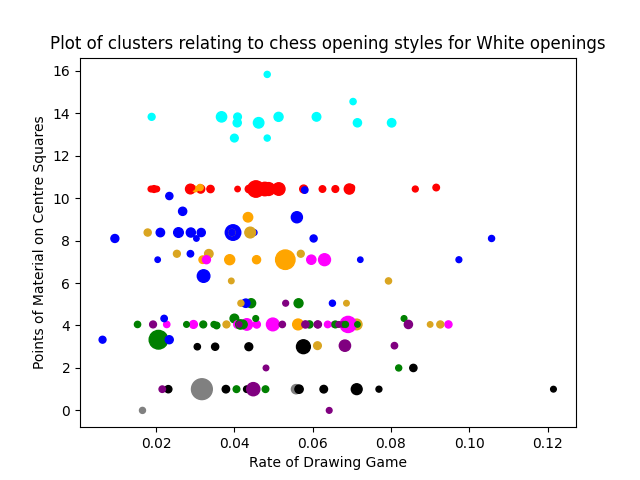 Plot of clusters relating to chess opening styles for White openings
16
14
12
10
8
6
4
2
0
Points of Material on Centre Squares
0.02 0.04 0.06 0.08 0.10 0.12
Rate of Drawing Game